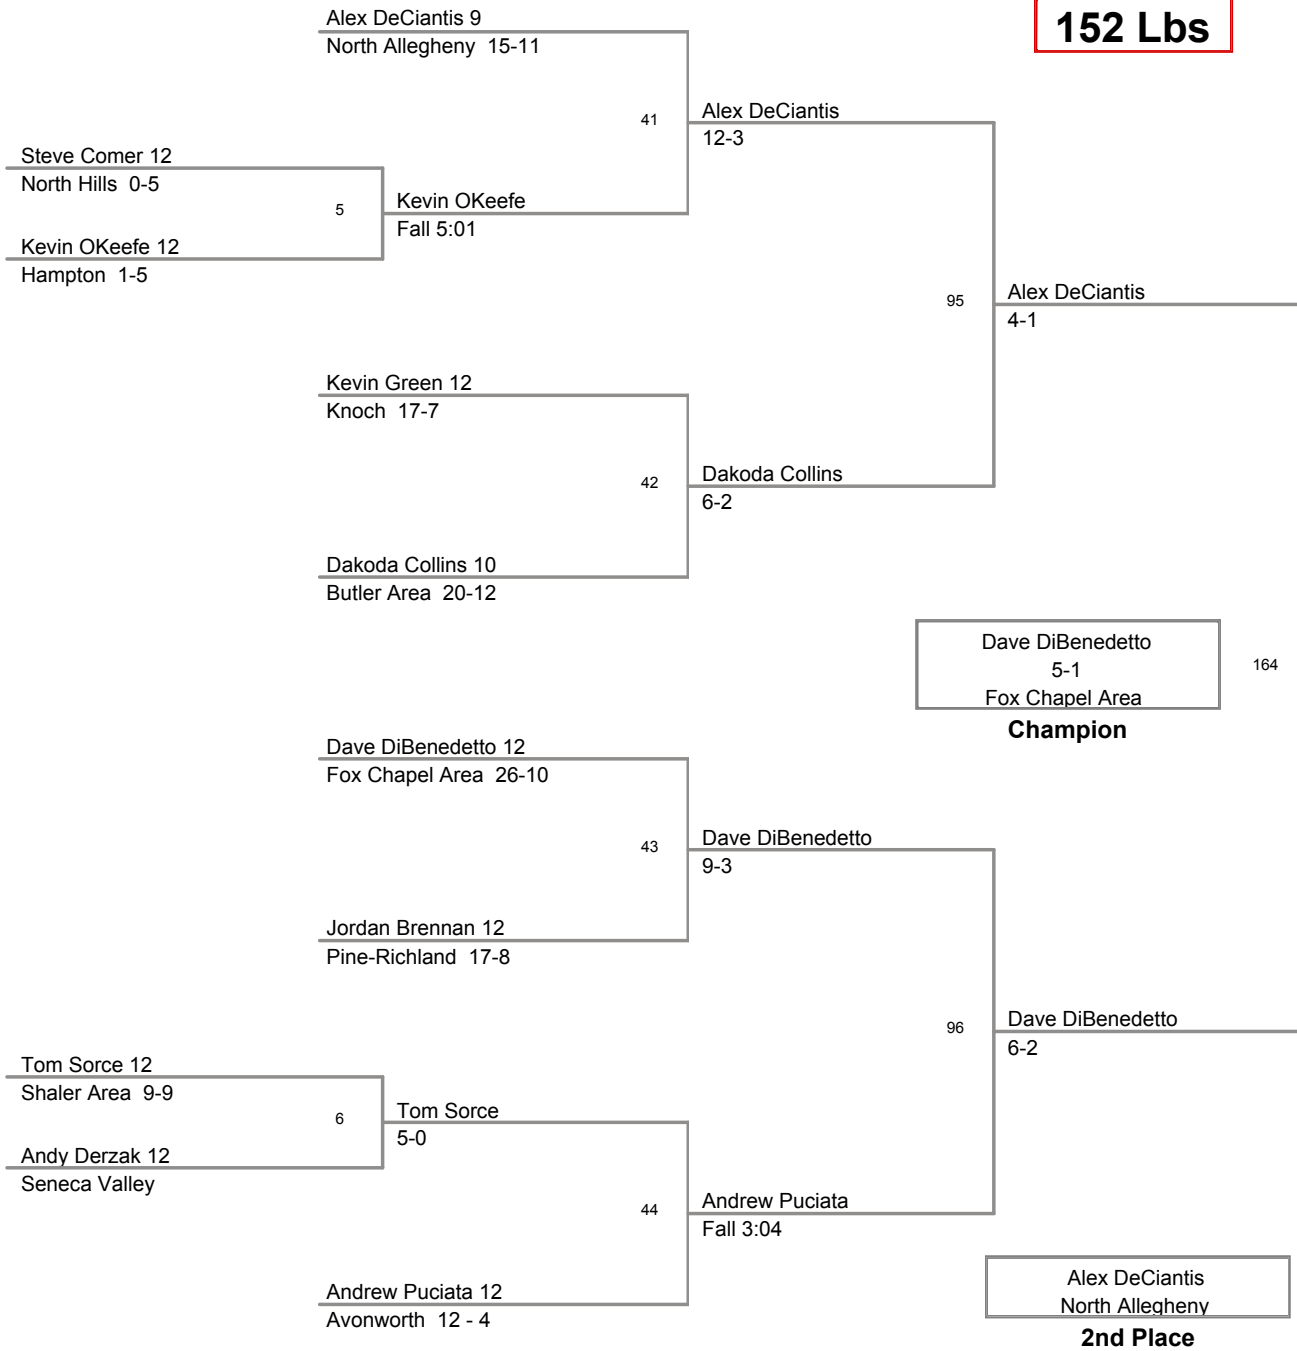 Alex DeCiantis 9
152 Lbs
North Allegheny  15-11
41
Alex DeCiantis
12-3
Steve Comer 12
North Hills  0-5
5
Kevin OKeefe
Fall 5:01
Kevin OKeefe 12
Hampton  1-5
95
Alex DeCiantis
4-1
Kevin Green 12
Knoch  17-7
42
Dakoda Collins
6-2
Dakoda Collins 10
Butler Area  20-12
Dave DiBenedetto
5-1
Fox Chapel Area
164
Champion
Dave DiBenedetto 12
Fox Chapel Area  26-10
43
Dave DiBenedetto
9-3
Jordan Brennan 12
Pine-Richland  17-8
96
Dave DiBenedetto
6-2
Tom Sorce 12
Shaler Area  9-9
6
Tom Sorce
5-0
Andy Derzak 12
Seneca Valley
44
Andrew Puciata
Fall 3:04
Andrew Puciata 12
Avonworth  12 - 4
Alex DeCiantis
North Allegheny
2nd Place